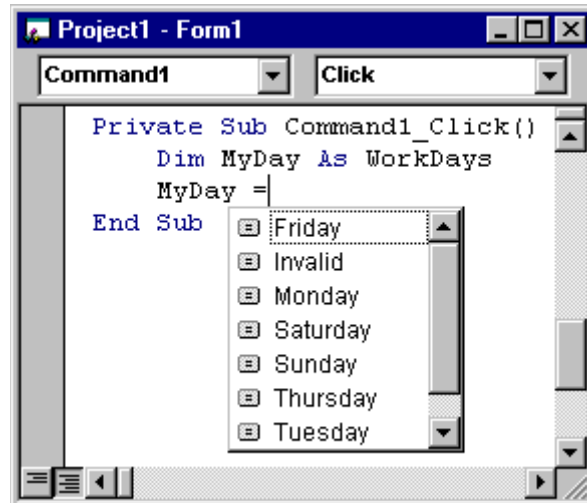 Project1 - Form1
Command1 Click
Private Sub Command1_Click()
Dim MyDay As WorkDays
MyDay =
End Sub
Friday
Invalid
Monday
Saturday
Sunday
Thursday
Tuesday